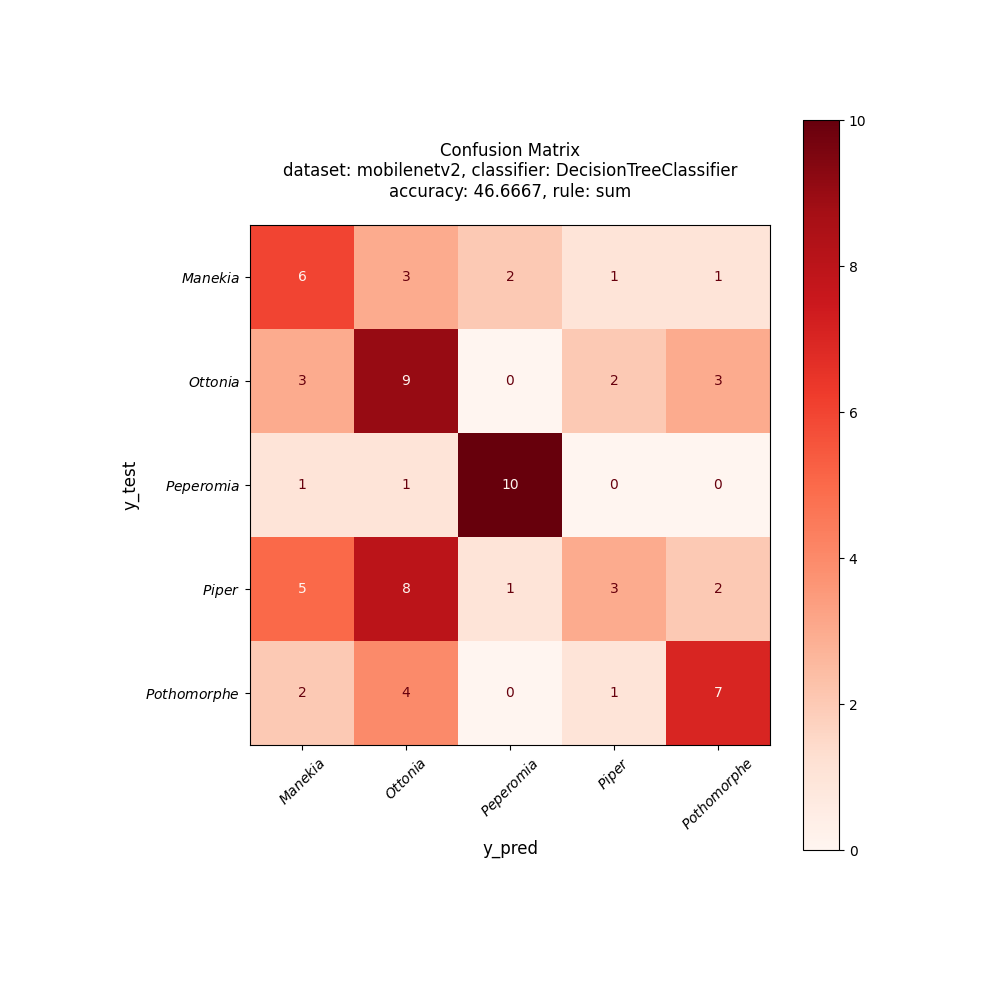 Confusion Matrix
dataset: mobilenetv2, classifier: DecisionTreeClassifier
accuracy: 46.6667, rule: sum
y_test
Manekia 6 3 2 1 1
Ottonia 3 9 0 2 3
Peperomia 1 1 10 0 0
Piper 5 8 1 3 2
Pothomorphe 2 4 0 1 7
Manekia Ottonia Peperomia Piper Pothomorphe
y_pred
10
8
6
4
2
0